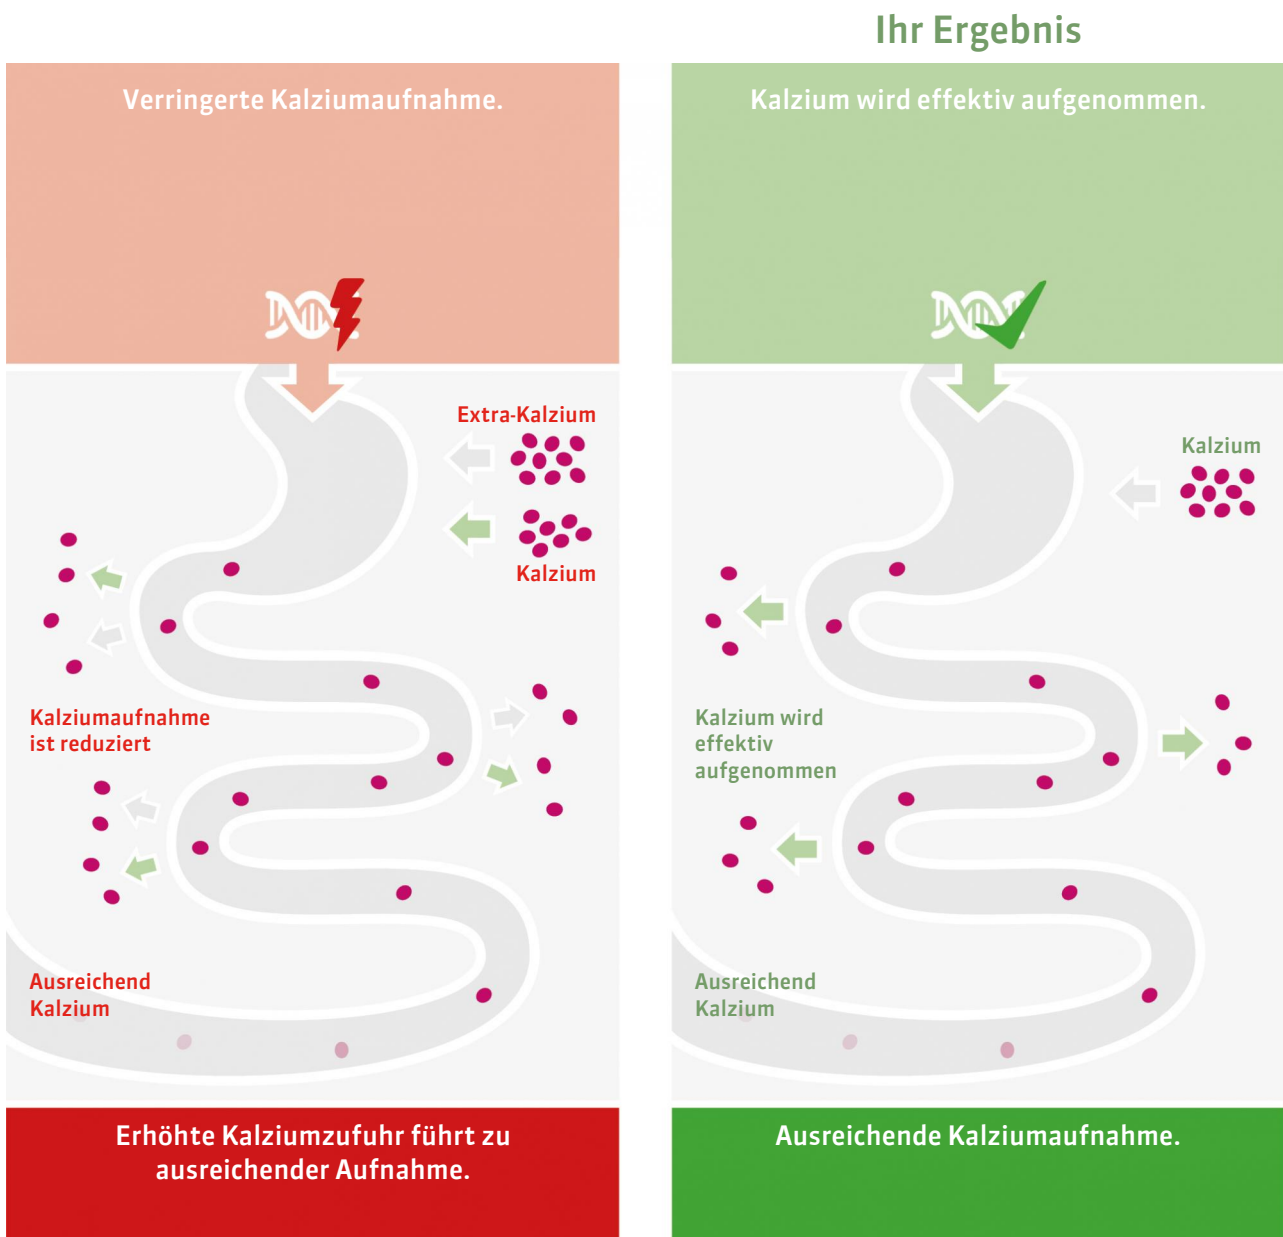 Ihr Ergebnis
Verringerte Kalziumaufnahme.
Extra-Kalzium
Kalzium
Kalziumaufnahme
ist reduziert
Ausreichend
Kalzium
Erhöhte Kalziumzufuhr führt zu
ausreichender Aufnahme.
Kalzium wird effektiv aufgenommen.
Kalzium
Kalzium wird
effektiv
aufgenommen
Ausreichend
Kalzium
Ausreichende Kalziumaufnahme.